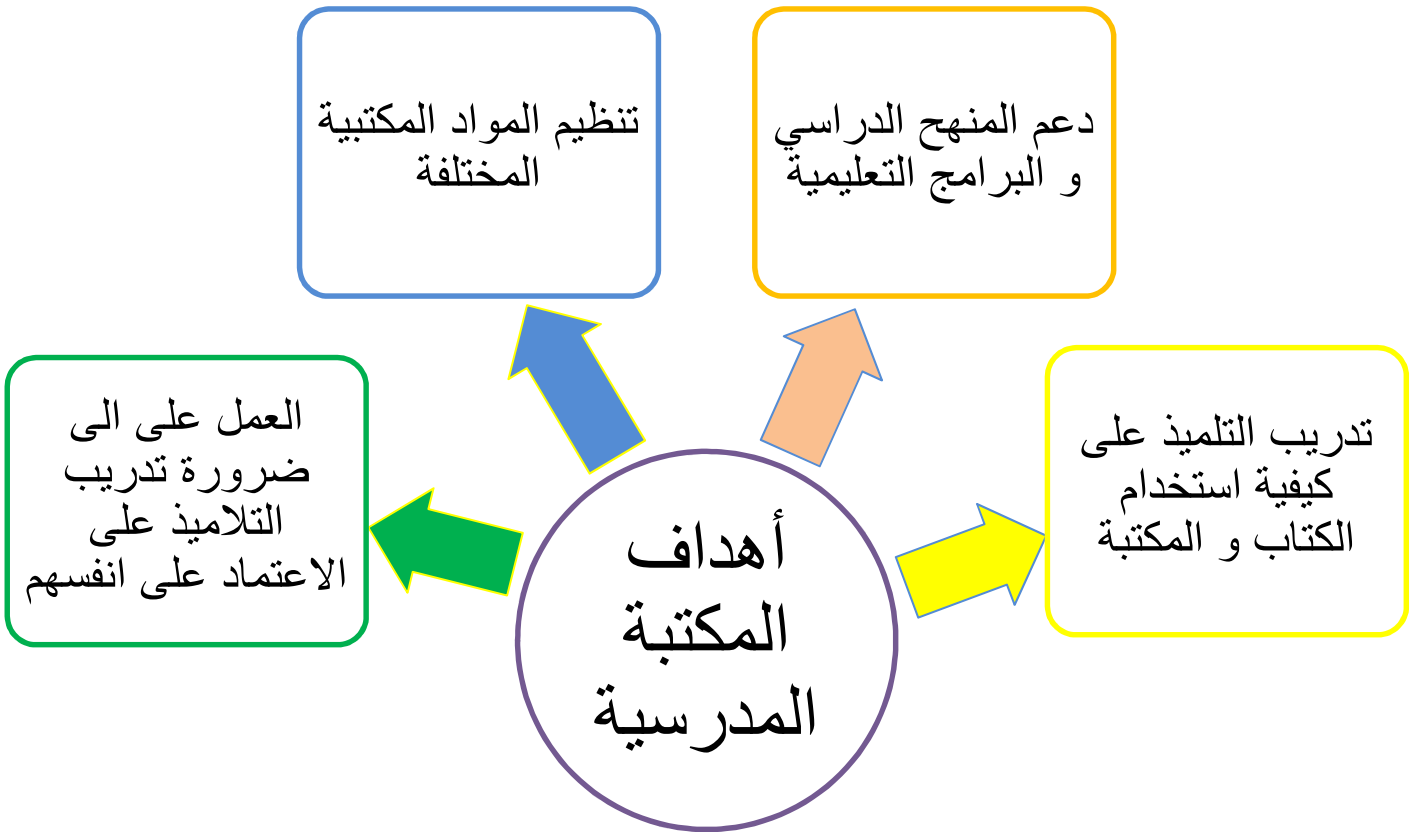 دعم المنهح الدراسي
و البرامج التعليمية
تنظيم المواد المكتبية
المختلفة
تدريب التلميذ على
كيفية استخدام
الكتاب و المكتبة
العمل على الى
ضرورة تدريب
التلاميذ على
الاعتماد على انفسهم
أهداف
المكتبة
المدرسية